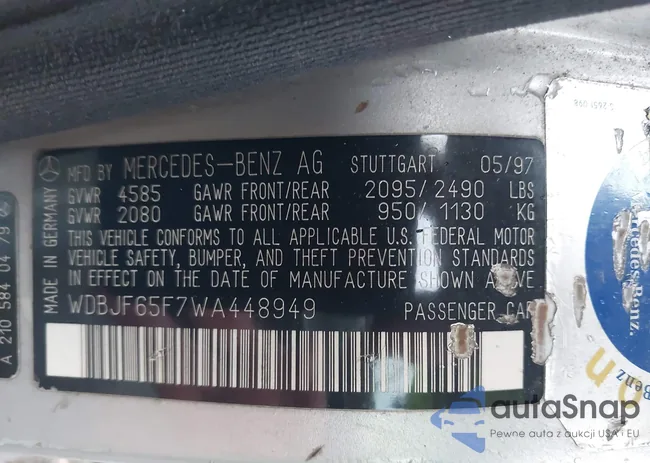 MFD BY MERCEDES-BENZ AG STUTTGART 05/97
GVWR 4585 GAWR FRONT/REAR 2095/2490 LBS
GVWR 2080 GAWR FRONT/REAR 950/1130 KG
THIS VEHICLE CONFORMS TO ALL APPLICABLE U.S. FEDERAL MOTOR
VEHICLE SAFETY, BUMPER, AND THEFT PREVENTION STANDARDS
IN EFFECT ON THE DATE OF MANUFACTURE SHOWN ABOVE
WDBJF65F7WA448949 PASSENGER CAR
MADE IN GERMANY
A 210 584 04 79
Mercedes-Benz.
Benz
autoSnap
Pewne auta z aukcji USA i EU